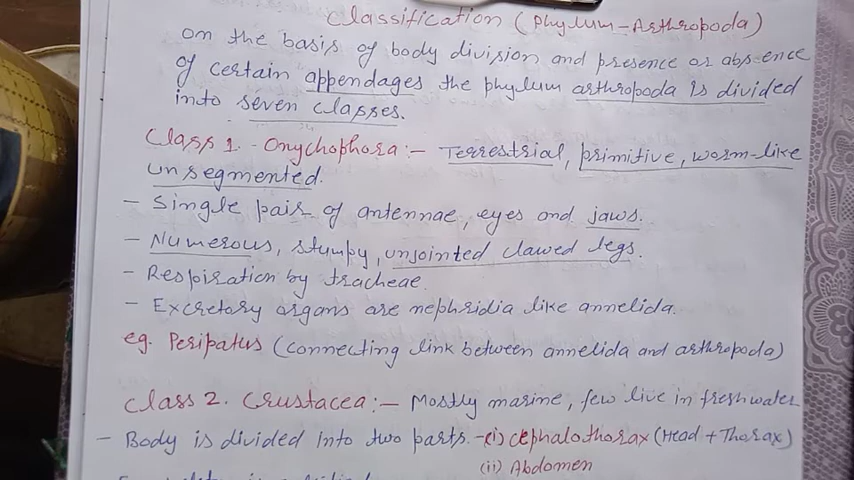 Classification (Phylum-Arthropoda)
on the basis of body division and presence or absence
of certain appendages the phylum arthropoda is divided
into seven classes.
Class 1. Onychophora:- Terrestrial, primitive, worm-like
unsegmented.
- Single pair of antennae, eyes and jaws.
- Numerous, stumpy, unjointed clawed legs.
- Respiration by tracheae.
- Excretory organs are nephridia like annelida.
eg. Peripatus (connecting link between annelida and arthropoda)
Class 2. Crustacea:- Mostly marine, few live in freshwater
- Body is divided into two parts -(i) cephalothorax (Head + Thorax)
(ii) Abdomen